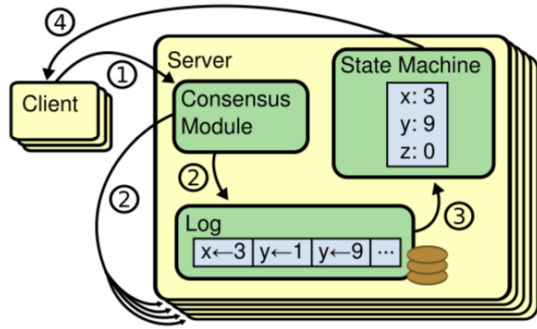 ④
①
Client
②
Server
Consensus
Module
②
State Machine
x: 3
y: 9
z: 0
③
Log
x←3 y←1 y←9 ...